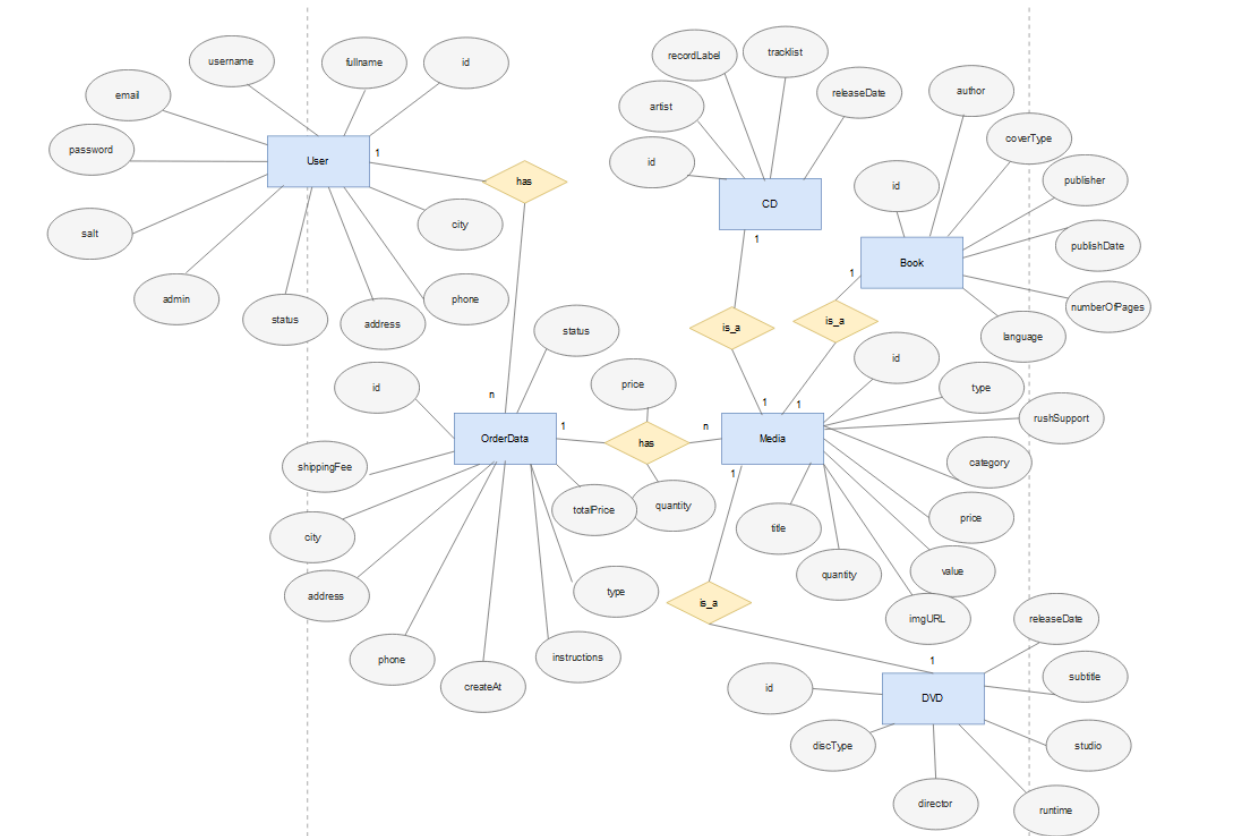 username
fullname
id
email
password
User
1
has
salt
city
admin
status
address
phone
recordLabel
tracklist
artist
releaseDate
id
CD
1
author
coverType
id
publisher
publishDate
Book
1
numberOfPages
language
is_a
is_a
status
id
price
n
OrderData
1
has
n
quantity
totalPrice
shippingFee
city
address
phone
createAt
instructions
type
1
1
Media
1
id
type
rushSupport
category
price
value
imgURL
quantity
title
is_a
1
DVD
id
discType
director
runtime
studio
subtitle
releaseDate